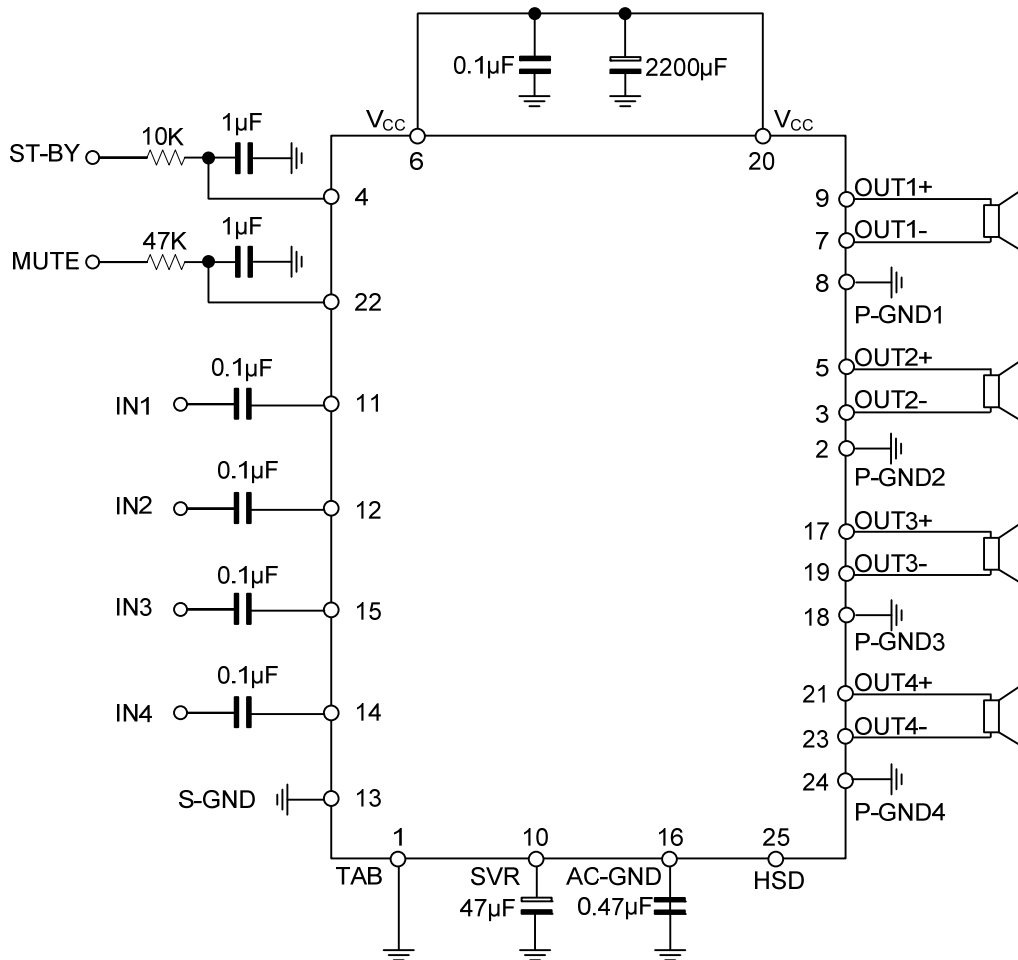 0.1µF
2200µF
VCC
VCC
6
20
ST-BY
10K
1µF
4
MUTE
47K
1µF
22
IN1
0.1µF
11
IN2
0.1µF
12
IN3
0.1µF
15
IN4
0.1µF
14
S-GND
13
9
OUT1+
7
OUT1-
8
P-GND1
5
OUT2+
3
OUT2-
2
P-GND2
17
OUT3+
19
OUT3-
18
P-GND3
21
OUT4+
23
OUT4-
24
P-GND4
1
10
16
25
TAB
SVR
AC-GND
HSD
47µF
0.47µF